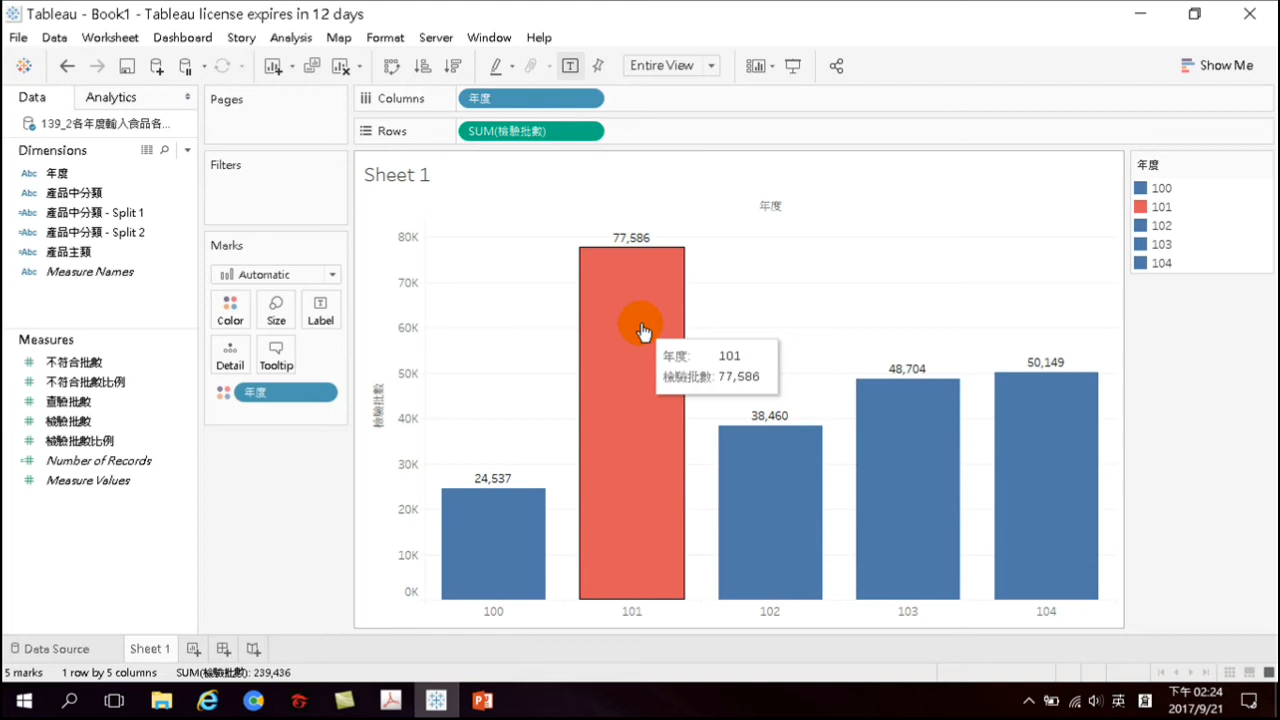 Tableau - Book1 - Tableau license expires in 12 days
File Data Worksheet Dashboard Story Analysis Map Format Server Window Help
Entire View
Show Me
Data Analytics
139_2各年度輸入食品各...
Dimensions
Abc 年度
Abc 產品中分類
=Abc 產品中分類 - Split 1
=Abc 產品中分類 - Split 2
=Abc 產品主類
Abc Measure Names
Measures
# 不符合批數
# 不符合批數比例
# 查驗批數
# 檢驗批數
# 檢驗批數比例
=# Number of Records
# Measure Values
Pages
Filters
Marks
Automatic
Color Size Label
Detail Tooltip
年度
Columns 年度
Rows SUM(檢驗批數)
Sheet 1
年度
檢驗批數
80K
70K
60K
50K
40K
30K
20K
10K
0K
24,537
77,586
38,460
48,704
50,149
年度: 101
檢驗批數: 77,586
100 101 102 103 104
年度
100
101
102
103
104
Data Source Sheet 1
5 marks 1 row by 5 columns SUM(檢驗批數): 239,436
英
下午 02:24
2017/9/21